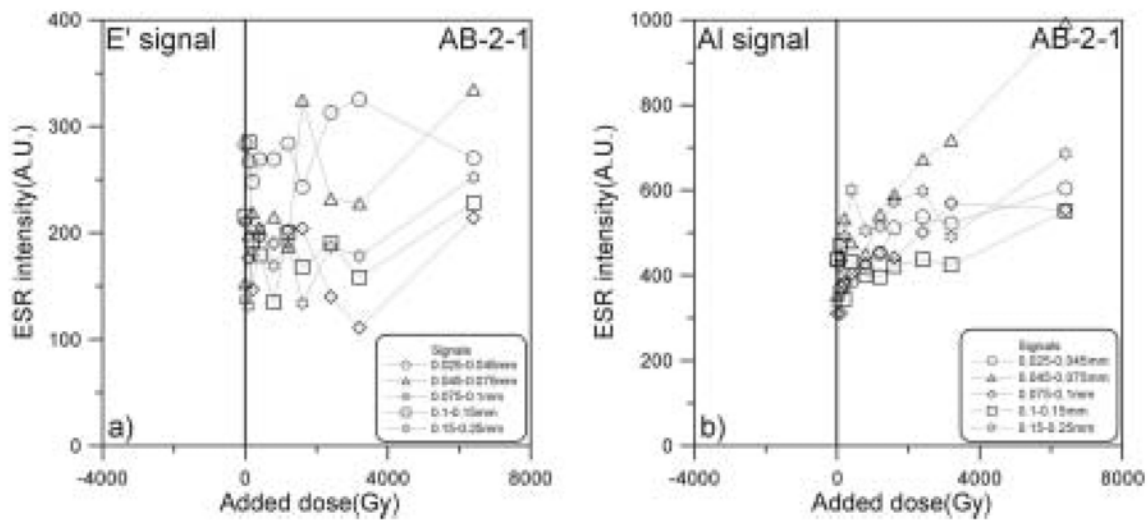 E' signal
AB-2-1
400
300
200
100
0
ESR intensity(A.U.)
-4000
0
4000
8000
Added dose(Gy)
a)
Signals
0.025-0.045mm
0.045-0.075mm
0.075-0.1mm
0.1-0.15mm
0.15-0.25mm
Al signal
AB-2-1
1000
800
600
400
200
0
ESR intensity(A.U.)
-4000
0
4000
8000
Added dose(Gy)
b)
Signals
0.025-0.045mm
0.045-0.075mm
0.075-0.1mm
0.1-0.15mm
0.15-0.25mm